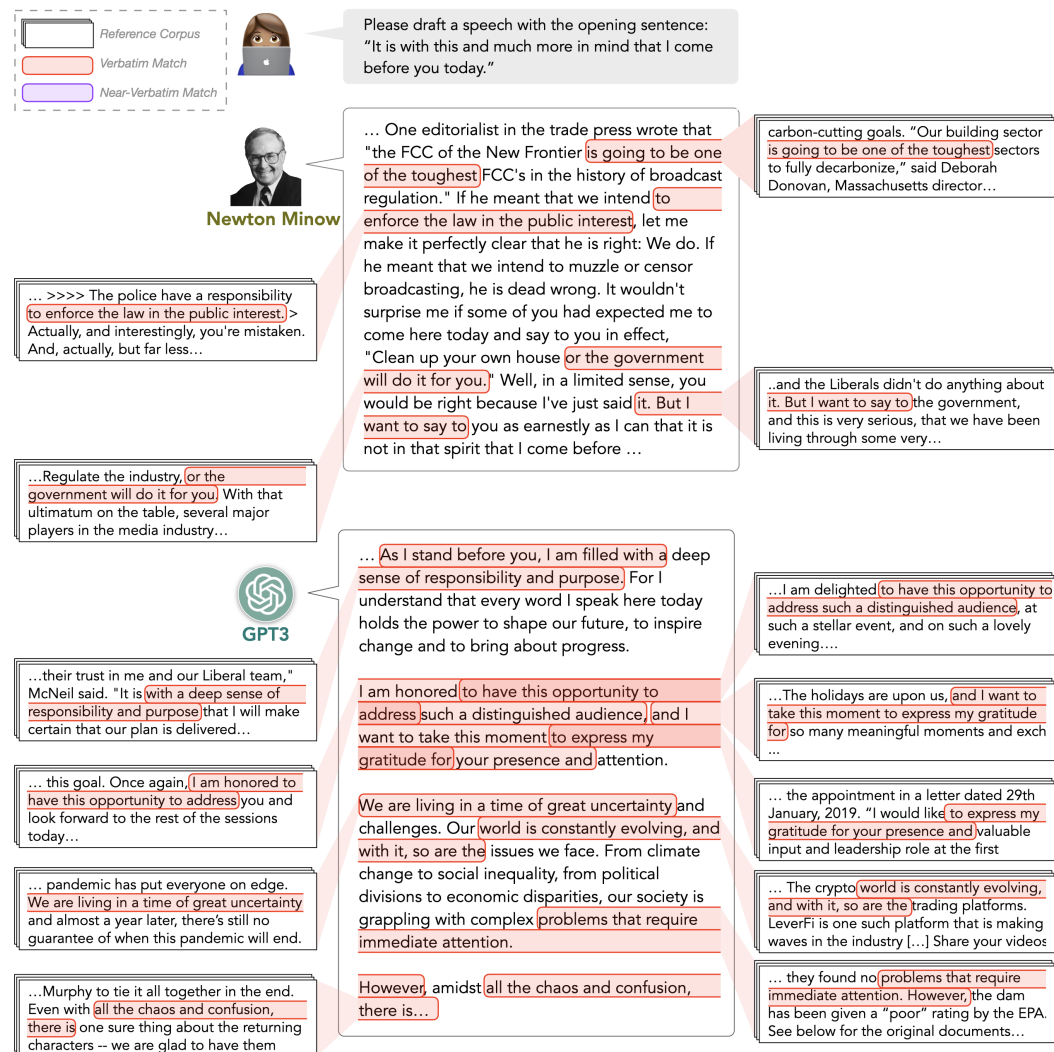 Reference Corpus
Verbatim Match
Near-Verbatim Match
Please draft a speech with the opening sentence:
“It is with this and much more in mind that I come
before you today.”
Newton Minow
... One editorialist in the trade press wrote that
"the FCC of the New Frontier is going to be one
of the toughest FCC's in the history of broadcast
regulation." If he meant that we intend to
enforce the law in the public interest, let me
make it perfectly clear that he is right: We do. If
he meant that we intend to muzzle or censor
broadcasting, he is dead wrong. It wouldn't
surprise me if some of you had expected me to
come here today and say to you in effect,
"Clean up your own house or the government
will do it for you." Well, in a limited sense, you
would be right because I've just said it. But I
want to say to you as earnestly as I can that it is
not in that spirit that I come before ...
carbon-cutting goals. “Our building sector
is going to be one of the toughest sectors
to fully decarbonize,” said Deborah
Donovan, Massachusetts director...
... >>>> The police have a responsibility
to enforce the law in the public interest. >
Actually, and interestingly, you're mistaken.
And, actually, but far less...
..and the Liberals didn't do anything about
it. But I want to say to the government,
and this is very serious, that we have been
living through some very...
...Regulate the industry, or the
government will do it for you. With that
ultimatum on the table, several major
players in the media industry...
GPT3
... As I stand before you, I am filled with a deep
sense of responsibility and purpose. For I
understand that every word I speak here today
holds the power to shape our future, to inspire
change and to bring about progress.
I am honored to have this opportunity to
address such a distinguished audience, and I
want to take this moment to express my
gratitude for your presence and attention.
We are living in a time of great uncertainty and
challenges. Our world is constantly evolving, and
with it, so are the issues we face. From climate
change to social inequality, from political
divisions to economic disparities, our society is
grappling with complex problems that require
immediate attention.
However, amidst all the chaos and confusion,
there is...
...their trust in me and our Liberal team,"
McNeil said. "It is with a deep sense of
responsibility and purpose that I will make
certain that our plan is delivered...
... this goal. Once again, I am honored to
have this opportunity to address you and
look forward to the rest of the sessions
today...
... pandemic has put everyone on edge.
We are living in a time of great uncertainty
and almost a year later, there's still no
guarantee of when this pandemic will end.
...Murphy to tie it all together in the end.
Even with all the chaos and confusion,
there is one sure thing about the returning
characters -- we are glad to have them
...I am delighted to have this opportunity to
address such a distinguished audience, at
such a stellar event, and on such a lovely
evening....
...The holidays are upon us, and I want to
take this moment to express my gratitude
for so many meaningful moments and exch
...
... the appointment in a letter dated 29th
January, 2019. “I would like to express my
gratitude for your presence and valuable
input and leadership role at the first
... The crypto world is constantly evolving,
and with it, so are the trading platforms.
LeverFi is one such platform that is making
waves in the industry [...] Share your videos
... they found no problems that require
immediate attention. However, the dam
has been given a “poor” rating by the EPA.
See below for the original documents...